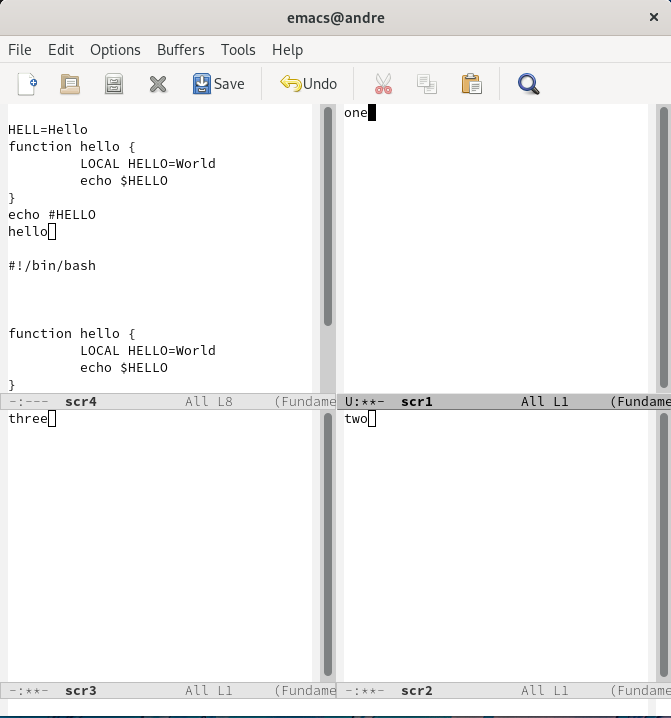 emacs@andre ×
File Edit Options Buffers Tools Help
Save Undo
HELL=Hello
function hello {
LOCAL HELLO=World
echo $HELLO
}
echo #HELLO
hello
#!/bin/bash
function hello {
LOCAL HELLO=World
echo $HELLO
}
-:--- scr4 All L8 (Fundame
one
U:**- scr1 All L1 (Fundame
three
-:**- scr3 All L1 (Fundame
two
-:**- scr2 All L1 (Fundame